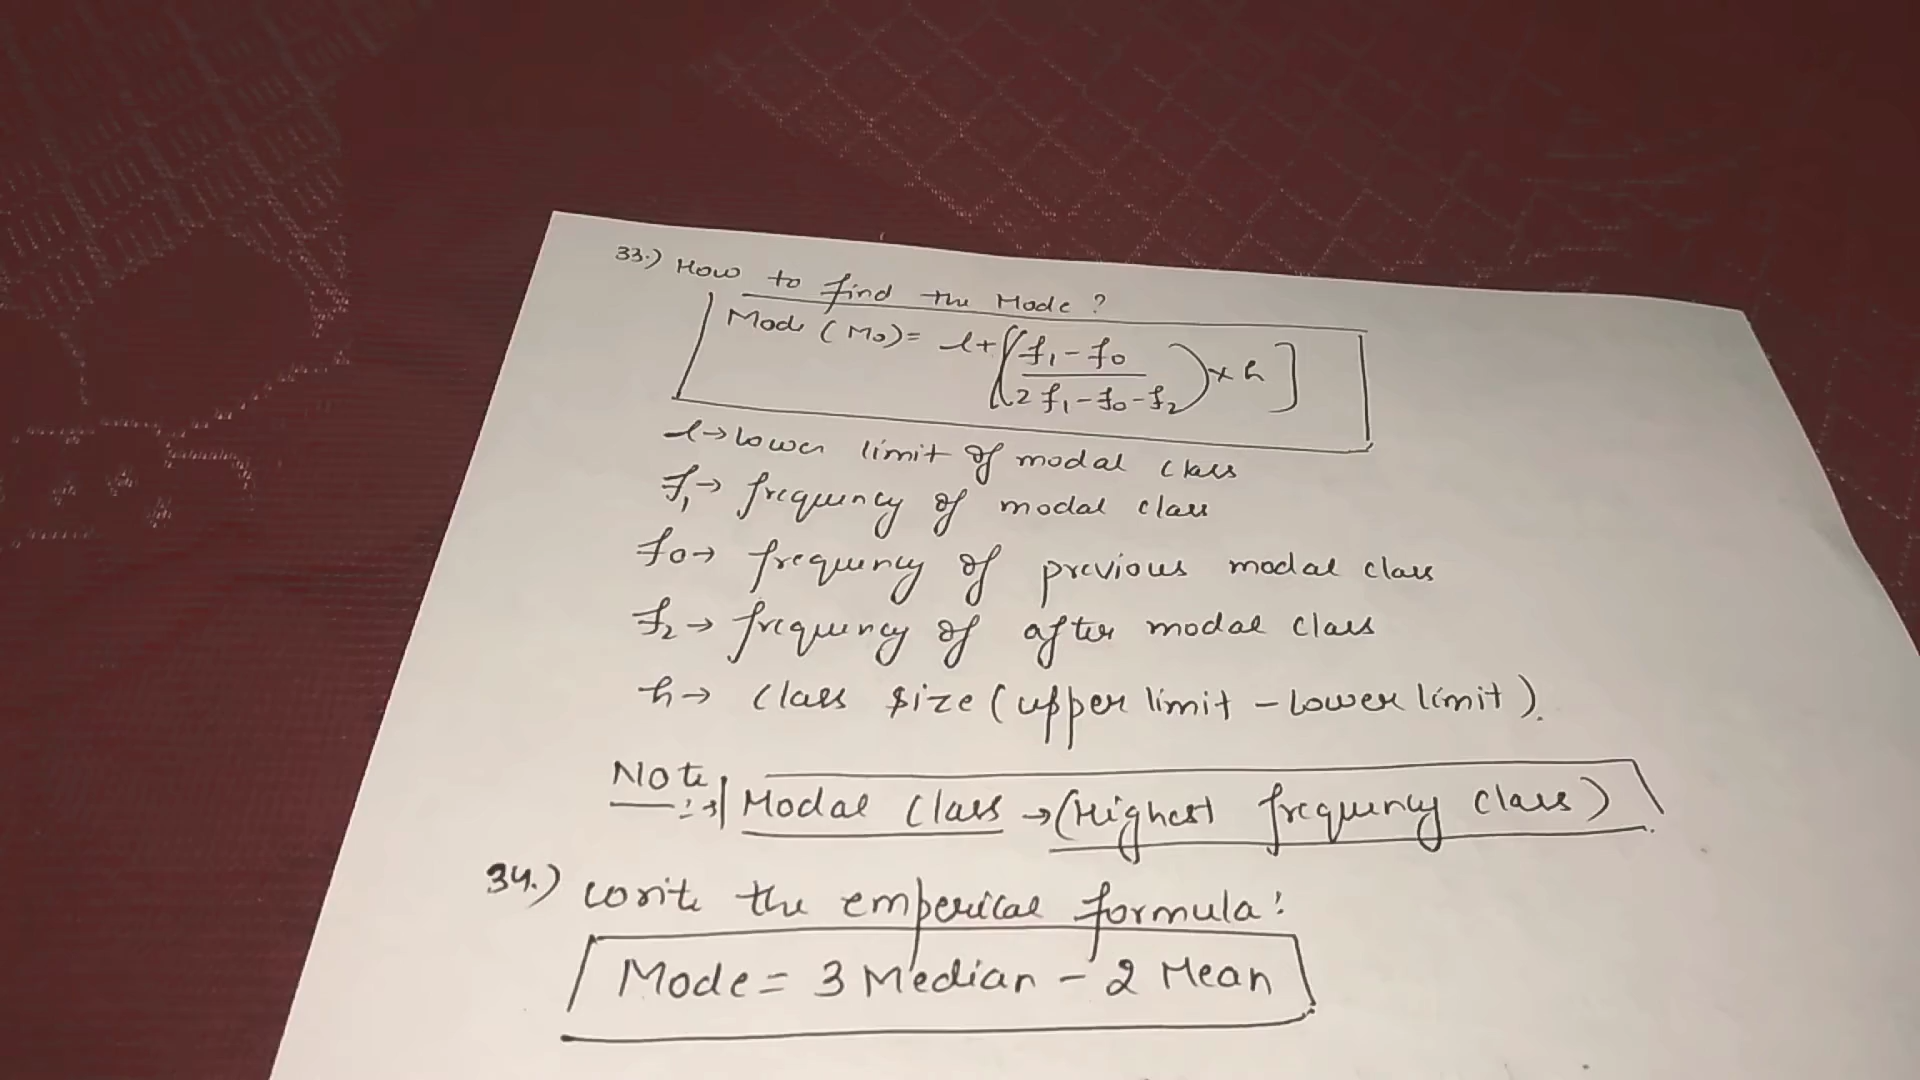 33.) How to find the Mode ?
Mode (Mo) = l + [(f₁ - f₀ / 2f₁ - f₀ - f₂) × h]
l → Lower limit of modal class
f₁ → frequency of modal class
f₀ → frequency of previous modal class
f₂ → frequency of after modal class
h → class size (upper limit - Lower limit).
Note :→ Modal Class → (Highest frequency class)
34.) Write the emperical formula :
Mode = 3 Median - 2 Mean